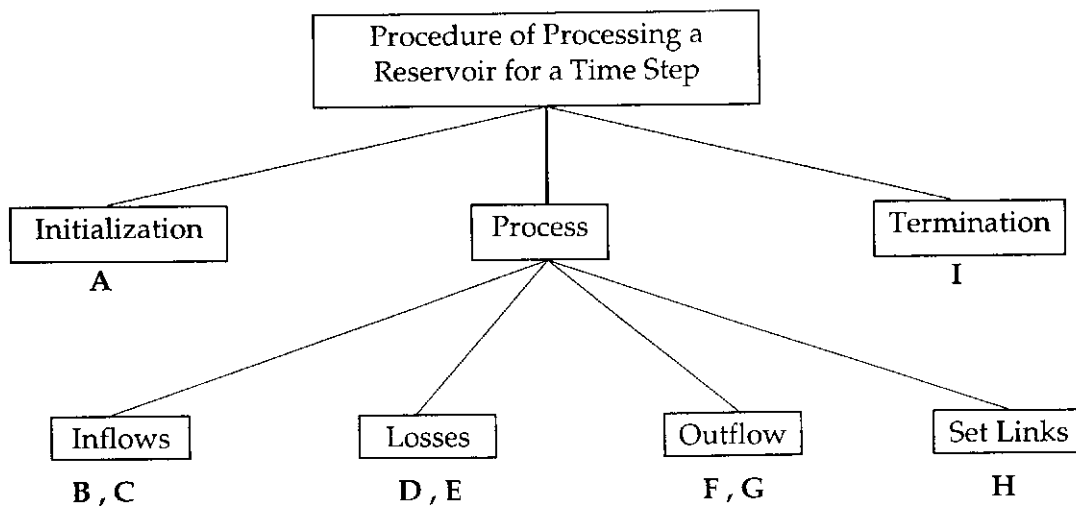 Procedure of Processing a
Reservoir for a Time Step
Initialization
Process
Termination
A
I
Inflows
Losses
Outflow
Set Links
B , C
D , E
F , G
H